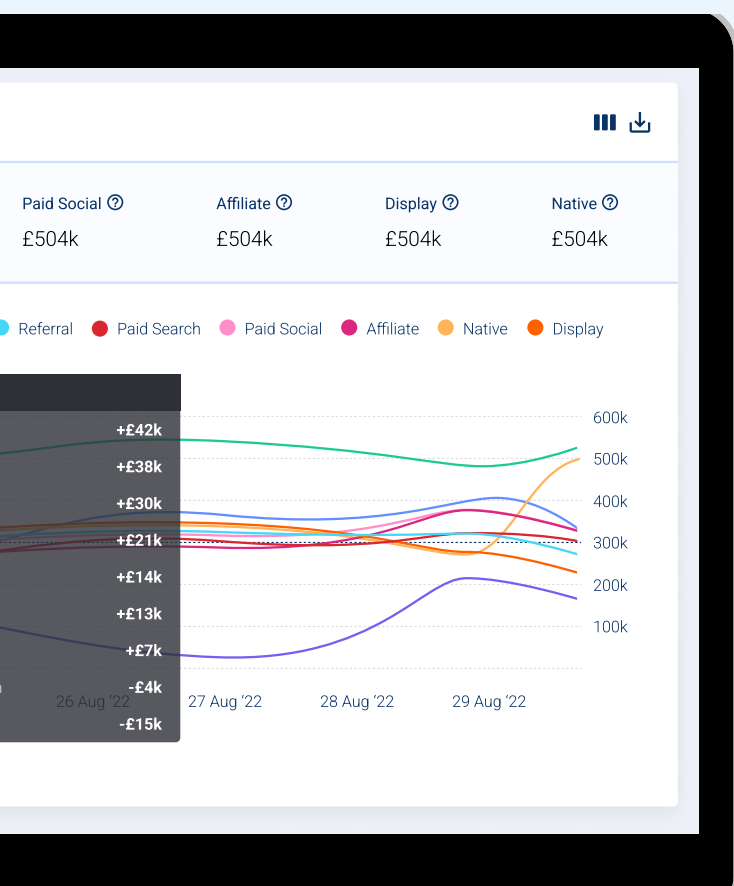 Paid Social Affiliate Display Native
£504k £504k £504k £504k
Referral Paid Search Paid Social Affiliate Native Display
+£42k
+£38k
+£30k
+£21k
+£14k
+£13k
+£7k
-£4k
-£15k
600k
500k
400k
300k
200k
100k
26 Aug ‘22 27 Aug ‘22 28 Aug ‘22 29 Aug ‘22